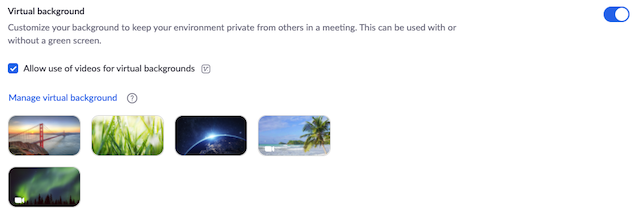 Virtual background
Customize your background to keep your environment private from others in a meeting. This can be used with or
without a green screen.
Allow use of videos for virtual backgrounds
Manage virtual background